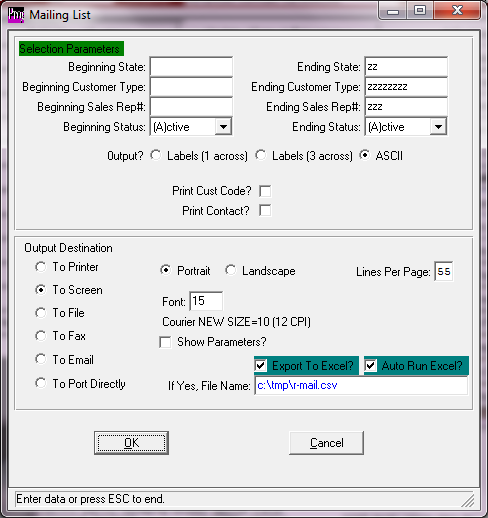 Mailing List
Selection Parameters
Beginning State: Ending State: zz
Beginning Customer Type: Ending Customer Type: zzzzzzzz
Beginning Sales Rep#: Ending Sales Rep#: zzz
Beginning Status: (A)ctive Ending Status: (A)ctive
Output? Labels (1 across) Labels (3 across) ASCII
Print Cust Code?
Print Contact?
Output Destination
To Printer Portrait Landscape Lines Per Page: 55
To Screen
Font: 15
To File
Courier NEW SIZE=10 (12 CPI)
To Fax Show Parameters?
To Email Export To Excel? Auto Run Excel?
To Port Directly If Yes, File Name: c:\tmp\r-mail.csv
OK Cancel
Enter data or press ESC to end.